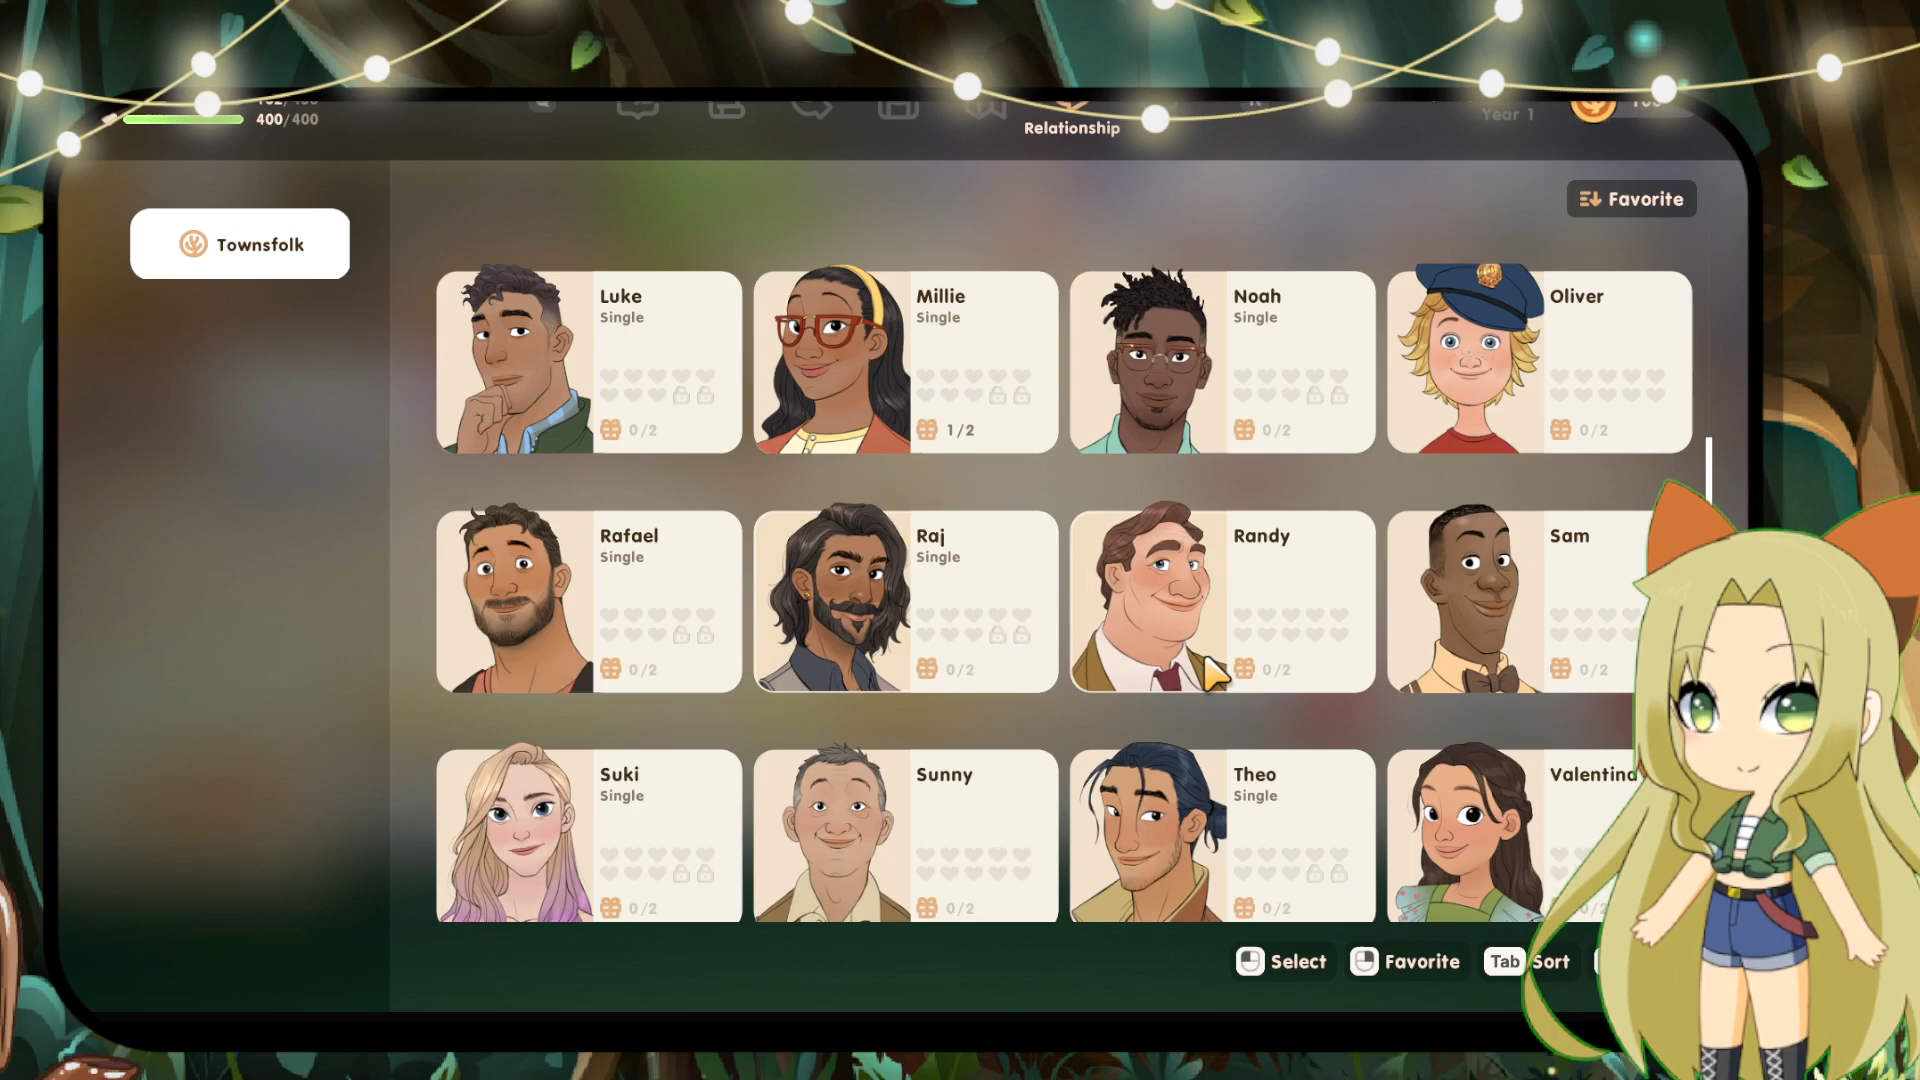 400/400
Relationship
Year 1
Favorite
Townsfolk
Luke
Single
0/2
Millie
Single
1/2
Noah
Single
0/2
Oliver
0/2
Rafael
Single
0/2
Raj
Single
0/2
Randy
0/2
Sam
0/2
Suki
Single
0/2
Sunny
0/2
Theo
Single
0/2
Valentina
0/2
Select
Favorite
Tab Sort